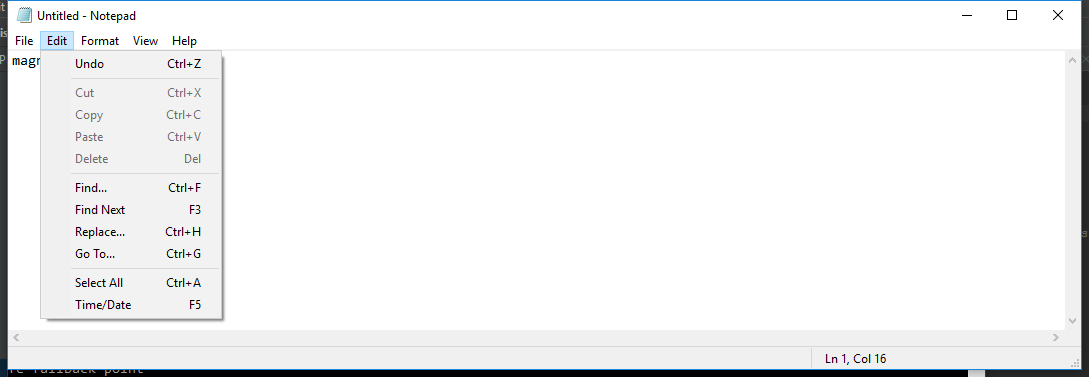 Untitled - Notepad
File Edit Format View Help
Undo Ctrl+Z
Cut Ctrl+X
Copy Ctrl+C
Paste Ctrl+V
Delete Del
Find... Ctrl+F
Find Next F3
Replace... Ctrl+H
Go To... Ctrl+G
Select All Ctrl+A
Time/Date F5
Ln 1, Col 16
fallback point